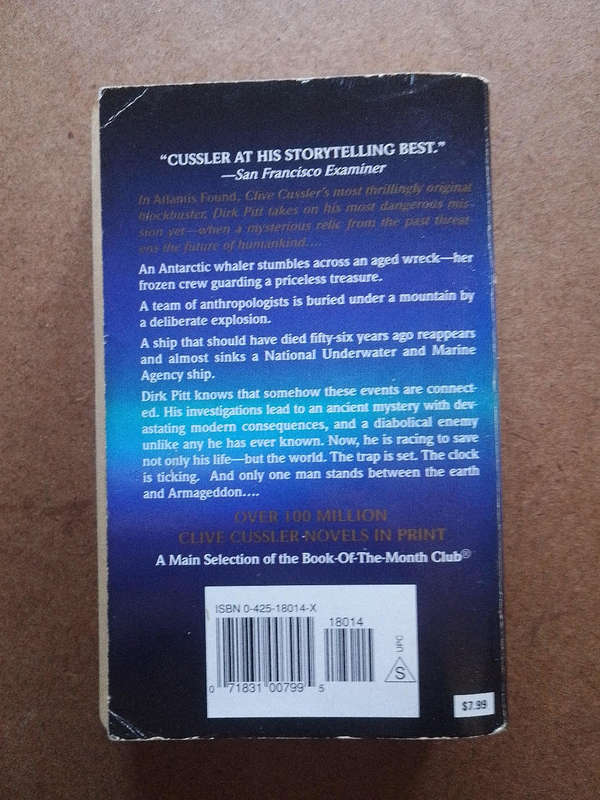 “CUSSLER AT HIS STORYTELLING BEST.”
—San Francisco Examiner
In Atlantis Found, Clive Cussler's most thrillingly original
blockbuster, Dirk Pitt takes on his most dangerous mis-
sion yet—when a mysterious relic from the past threat-
ens the future of humankind....
An Antarctic whaler stumbles across an aged wreck—her
frozen crew guarding a priceless treasure.
A team of anthropologists is buried under a mountain by
a deliberate explosion.
A ship that should have died fifty-six years ago reappears
and almost sinks a National Underwater and Marine
Agency ship.
Dirk Pitt knows that somehow these events are connect-
ed. His investigations lead to an ancient mystery with dev-
astating modern consequences, and a diabolical enemy
unlike any he has ever known. Now, he is racing to save
not only his life—but the world. The trap is set. The clock
is ticking. And only one man stands between the earth
and Armageddon....
OVER 100 MILLION
CLIVE CUSSLER NOVELS IN PRINT
A Main Selection of the Book-Of-The-Month Club®
ISBN 0-425-18014-X
18014
UPC
S
0 71831 00799 5
$7.99